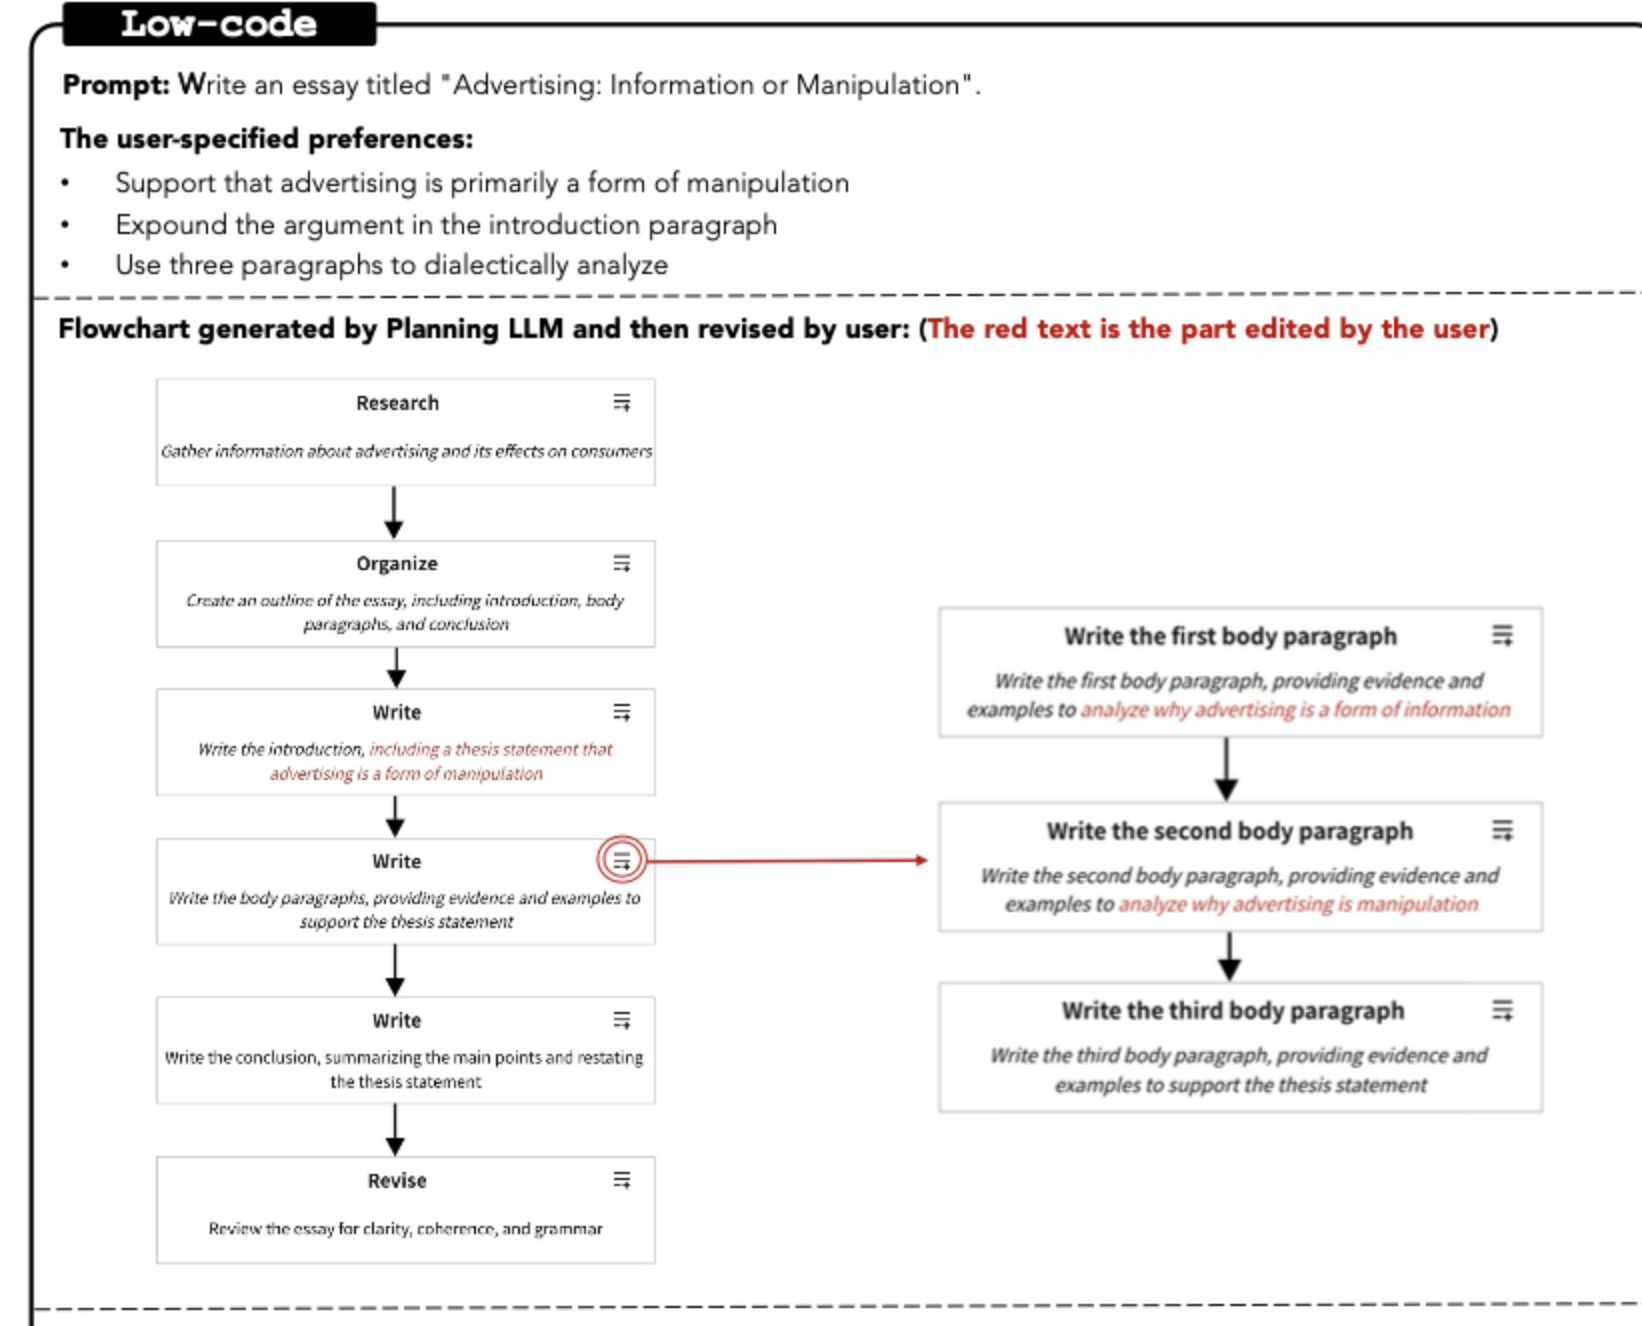 Low-code
Prompt: Write an essay titled "Advertising: Information or Manipulation".
The user-specified preferences:
• Support that advertising is primarily a form of manipulation
• Expound the argument in the introduction paragraph
• Use three paragraphs to dialectically analyze
Flowchart generated by Planning LLM and then revised by user: (The red text is the part edited by the user)
Research
Gather information about advertising and its effects on consumers
Organize
Create an outline of the essay, including introduction, body
paragraphs, and conclusion
Write
Write the introduction, including a thesis statement that
advertising is a form of manipulation
Write
Write the body paragraphs, providing evidence and examples to
support the thesis statement
Write
Write the conclusion, summarizing the main points and restating
the thesis statement
Revise
Review the essay for clarity, coherence, and grammar
Write the first body paragraph
Write the first body paragraph, providing evidence and
examples to analyze why advertising is a form of information
Write the second body paragraph
Write the second body paragraph, providing evidence and
examples to analyze why advertising is manipulation
Write the third body paragraph
Write the third body paragraph, providing evidence and
examples to support the thesis statement